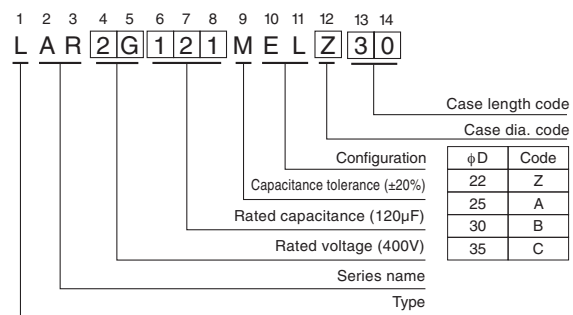 1 2 3 4 5 6 7 8 9 10 11 12 13 14
L A R 2 G 1 2 1 M E L Z 3 0
Case length code
Case dia. code
Configuration
Capacitance tolerance (±20%)
Rated capacitance (120µF)
Rated voltage (400V)
Series name
Type
φD Code
22 Z
25 A
30 B
35 C